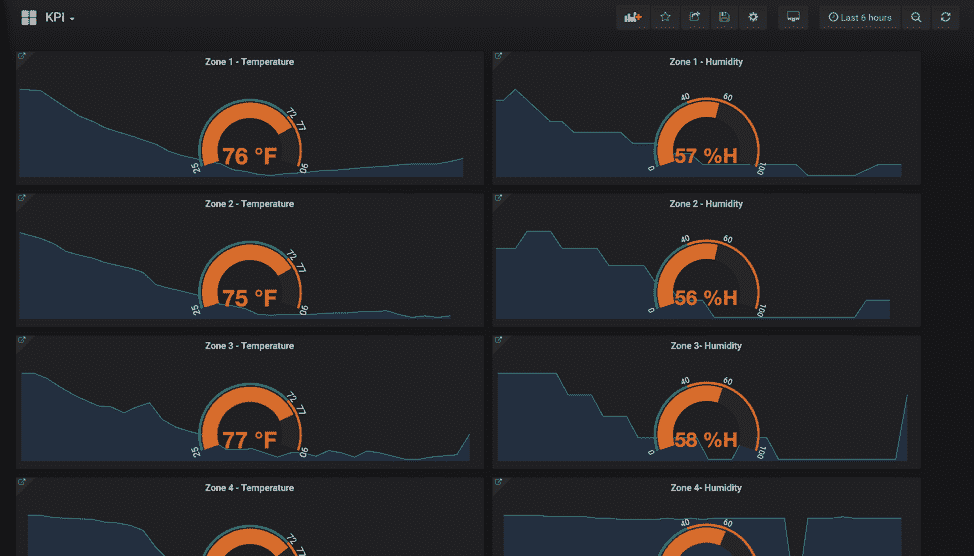 KPI
Last 6 hours
Zone 1 - Temperature
Zone 1 - Humidity
72
77
25
90
76 °F
40
60
0
100
57 %H
Zone 2 - Temperature
Zone 2 - Humidity
72
77
25
90
75 °F
40
60
0
100
56 %H
Zone 3 - Temperature
Zone 3- Humidity
72
77
25
90
77 °F
40
60
0
100
58 %H
Zone 4 - Temperature
Zone 4- Humidity
72
77
40
60